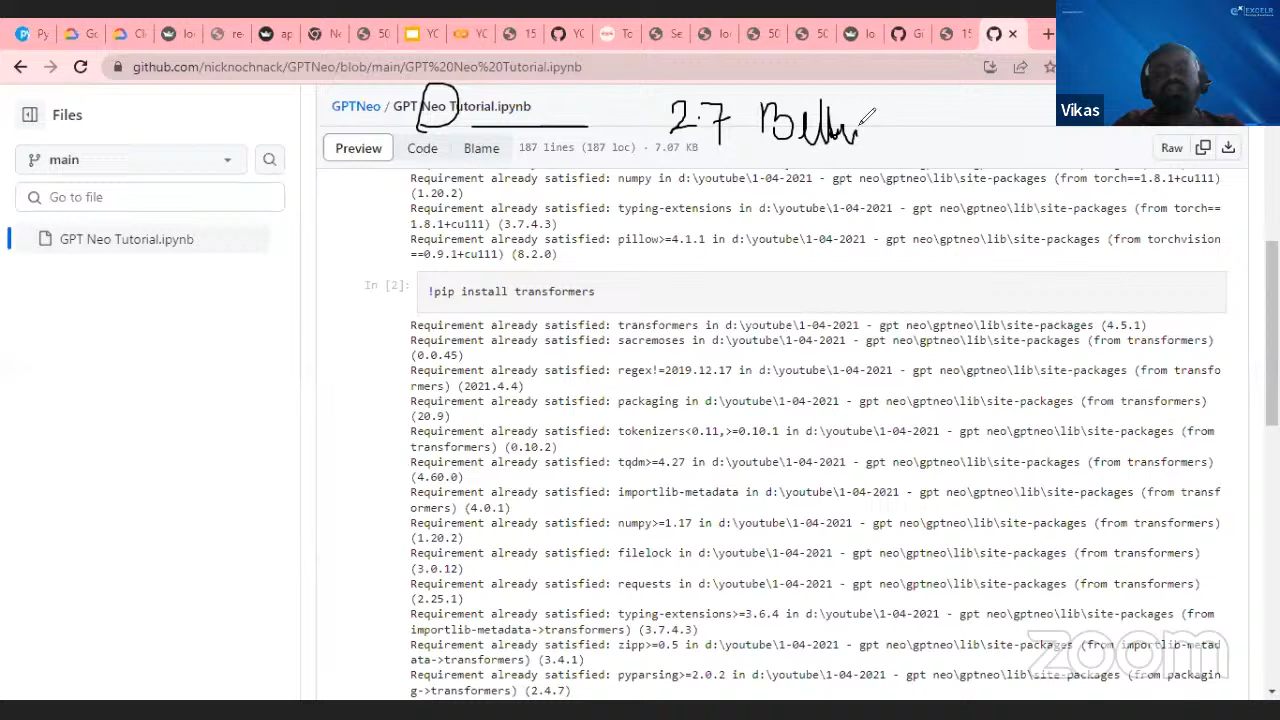 Py
Go
Cl
lo
re
ap
Ne
50
YC
YC
15
YC
To
Se
lo
50
50
lo
Gi
15
EXCELR
github.com/nicknochnack/GPTNeo/blob/main/GPT%20Neo%20Tutorial.ipynb
Vikas
Files
GPTNeo / GPT Neo Tutorial.ipynb
2.7
main
Preview Code Blame 187 lines (187 loc) · 7.07 KB Raw
Go to file
GPT Neo Tutorial.ipynb
Requirement already satisfied: numpy in d:\youtube\1-04-2021 - gpt neo\gptneo\lib\site-packages (from torch==1.8.1+cu111)
(1.20.2)
Requirement already satisfied: typing-extensions in d:\youtube\1-04-2021 - gpt neo\gptneo\lib\site-packages (from torch==
1.8.1+cu111) (3.7.4.3)
Requirement already satisfied: pillow>=4.1.1 in d:\youtube\1-04-2021 - gpt neo\gptneo\lib\site-packages (from torchvision
==0.9.1+cu111) (8.2.0)
In [2]: !pip install transformers
Requirement already satisfied: transformers in d:\youtube\1-04-2021 - gpt neo\gptneo\lib\site-packages (4.5.1)
Requirement already satisfied: sacremoses in d:\youtube\1-04-2021 - gpt neo\gptneo\lib\site-packages (from transformers)
(0.0.45)
Requirement already satisfied: regex!=2019.12.17 in d:\youtube\1-04-2021 - gpt neo\gptneo\lib\site-packages (from transfo
rmers) (2021.4.4)
Requirement already satisfied: packaging in d:\youtube\1-04-2021 - gpt neo\gptneo\lib\site-packages (from transformers)
(20.9)
Requirement already satisfied: tokenizers<0.11,>=0.10.1 in d:\youtube\1-04-2021 - gpt neo\gptneo\lib\site-packages (from
transformers) (0.10.2)
Requirement already satisfied: tqdm>=4.27 in d:\youtube\1-04-2021 - gpt neo\gptneo\lib\site-packages (from transformers)
(4.60.0)
Requirement already satisfied: importlib-metadata in d:\youtube\1-04-2021 - gpt neo\gptneo\lib\site-packages (from transf
ormers) (4.0.1)
Requirement already satisfied: numpy>=1.17 in d:\youtube\1-04-2021 - gpt neo\gptneo\lib\site-packages (from transformers)
(1.20.2)
Requirement already satisfied: filelock in d:\youtube\1-04-2021 - gpt neo\gptneo\lib\site-packages (from transformers)
(3.0.12)
Requirement already satisfied: requests in d:\youtube\1-04-2021 - gpt neo\gptneo\lib\site-packages (from transformers)
(2.25.1)
Requirement already satisfied: typing-extensions>=3.6.4 in d:\youtube\1-04-2021 - gpt neo\gptneo\lib\site-packages (from
importlib-metadata->transformers) (3.7.4.3)
Requirement already satisfied: zipp>=0.5 in d:\youtube\1-04-2021 - gpt neo\gptneo\lib\site-packages (from importlib-metad
ata->transformers) (3.4.1)
Requirement already satisfied: pyparsing>=2.0.2 in d:\youtube\1-04-2021 - gpt neo\gptneo\lib\site-packages (from packagin
g->transformers) (2.4.7)
zoom